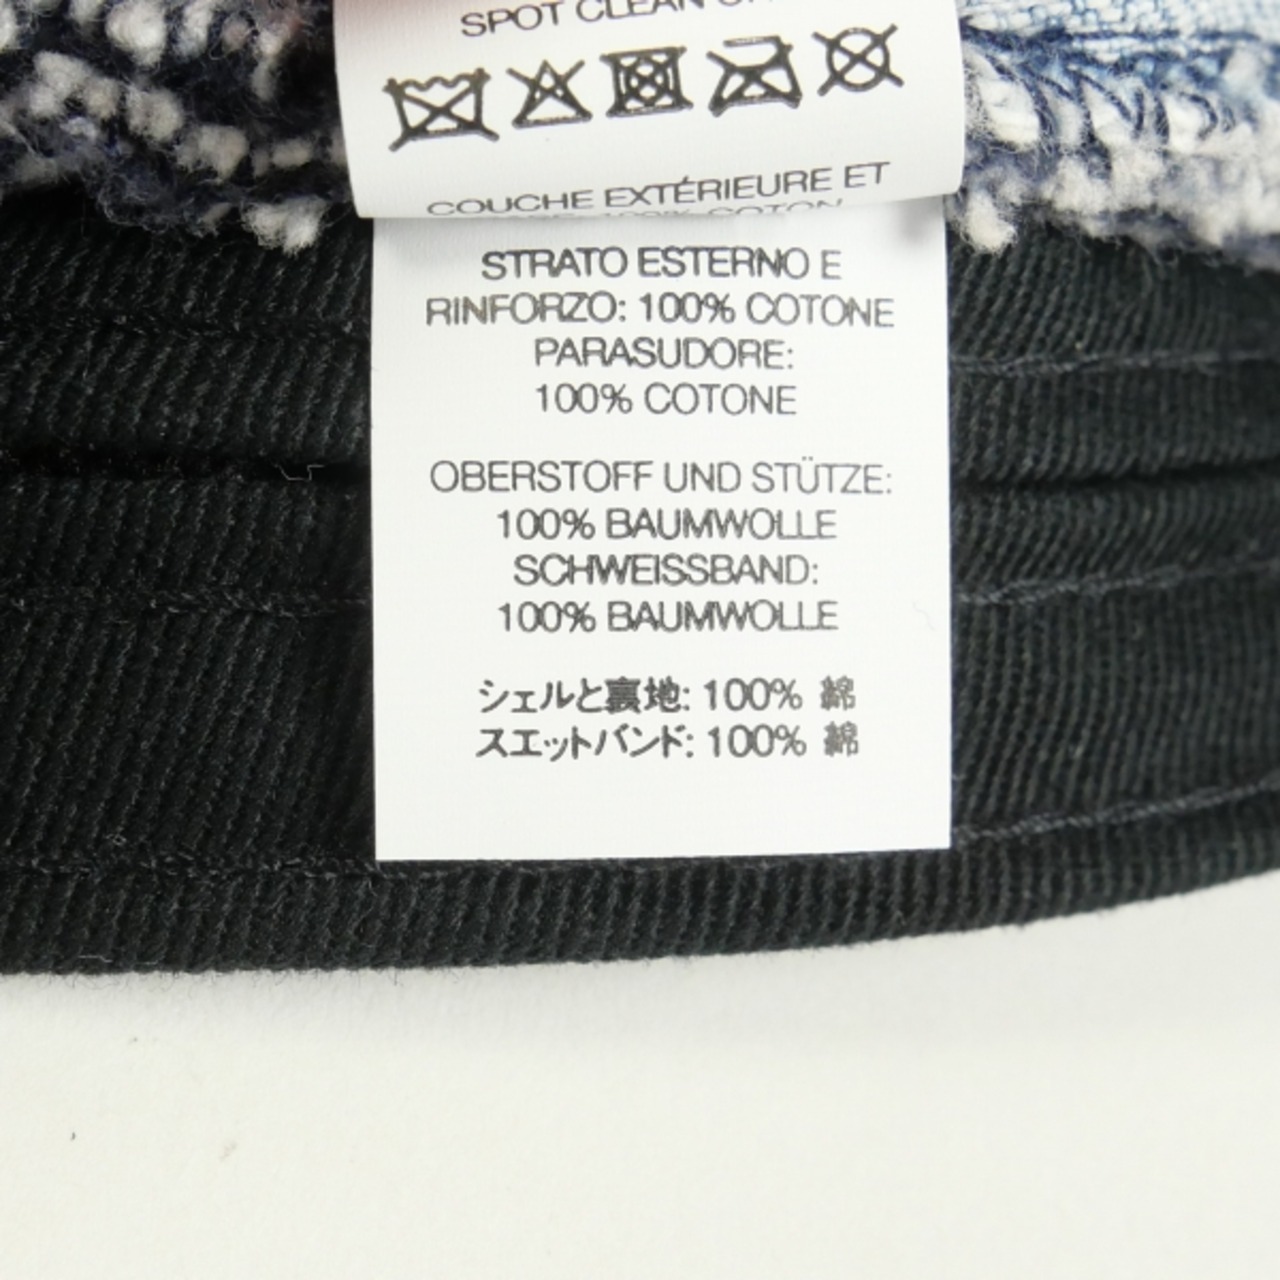 SPOT CLEAN
COUCHE EXTÉRIEURE ET
100% COTON
STRATO ESTERNO E
RINFORZO: 100% COTONE
PARASUDORE:
100% COTONE
OBERSTOFF UND STÜTZE:
100% BAUMWOLLE
SCHWEISSBAND:
100% BAUMWOLLE
シェルと裏地: 100% 綿
スエットバンド: 100% 綿